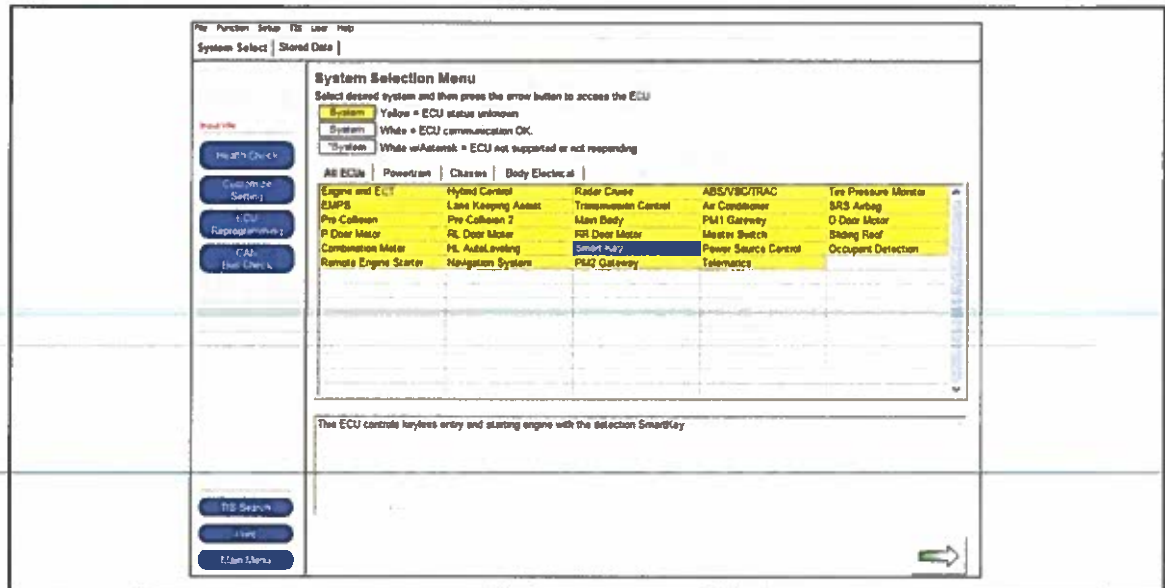 File Function Setup TIS User Help
System Select Stored Data
System Selection Menu
Select desired system and then press the arrow button to access the ECU
System Yellow = ECU status unknown
System White = ECU communication OK.
*System White w/Asterisk = ECU not supported or not responding
Health Check
Customize
Setting
ECU
Reprogramming
CAN
Bus Check
All ECUs Powertrain Chassis Body Electrical
Engine and ECT Hybrid Control Radar Cruise ABS/VSC/TRAC Tire Pressure Monitor
EMPS Lane Keeping Assist Transmission Control Air Conditioner SRS Airbag
Pre Collision Pre Collision 2 Main Body PM1 Gateway D Door Motor
P Door Motor RL Door Motor RR Door Motor Master Switch Sliding Roof
Combination Meter HL AutoLeveling Smart Key Power Source Control Occupant Detection
Remote Engine Starter Navigation System PM2 Gateway Telematics
This ECU controls keyless entry and starting engine with the detection SmartKey
TIS Search
Print
Main Menu